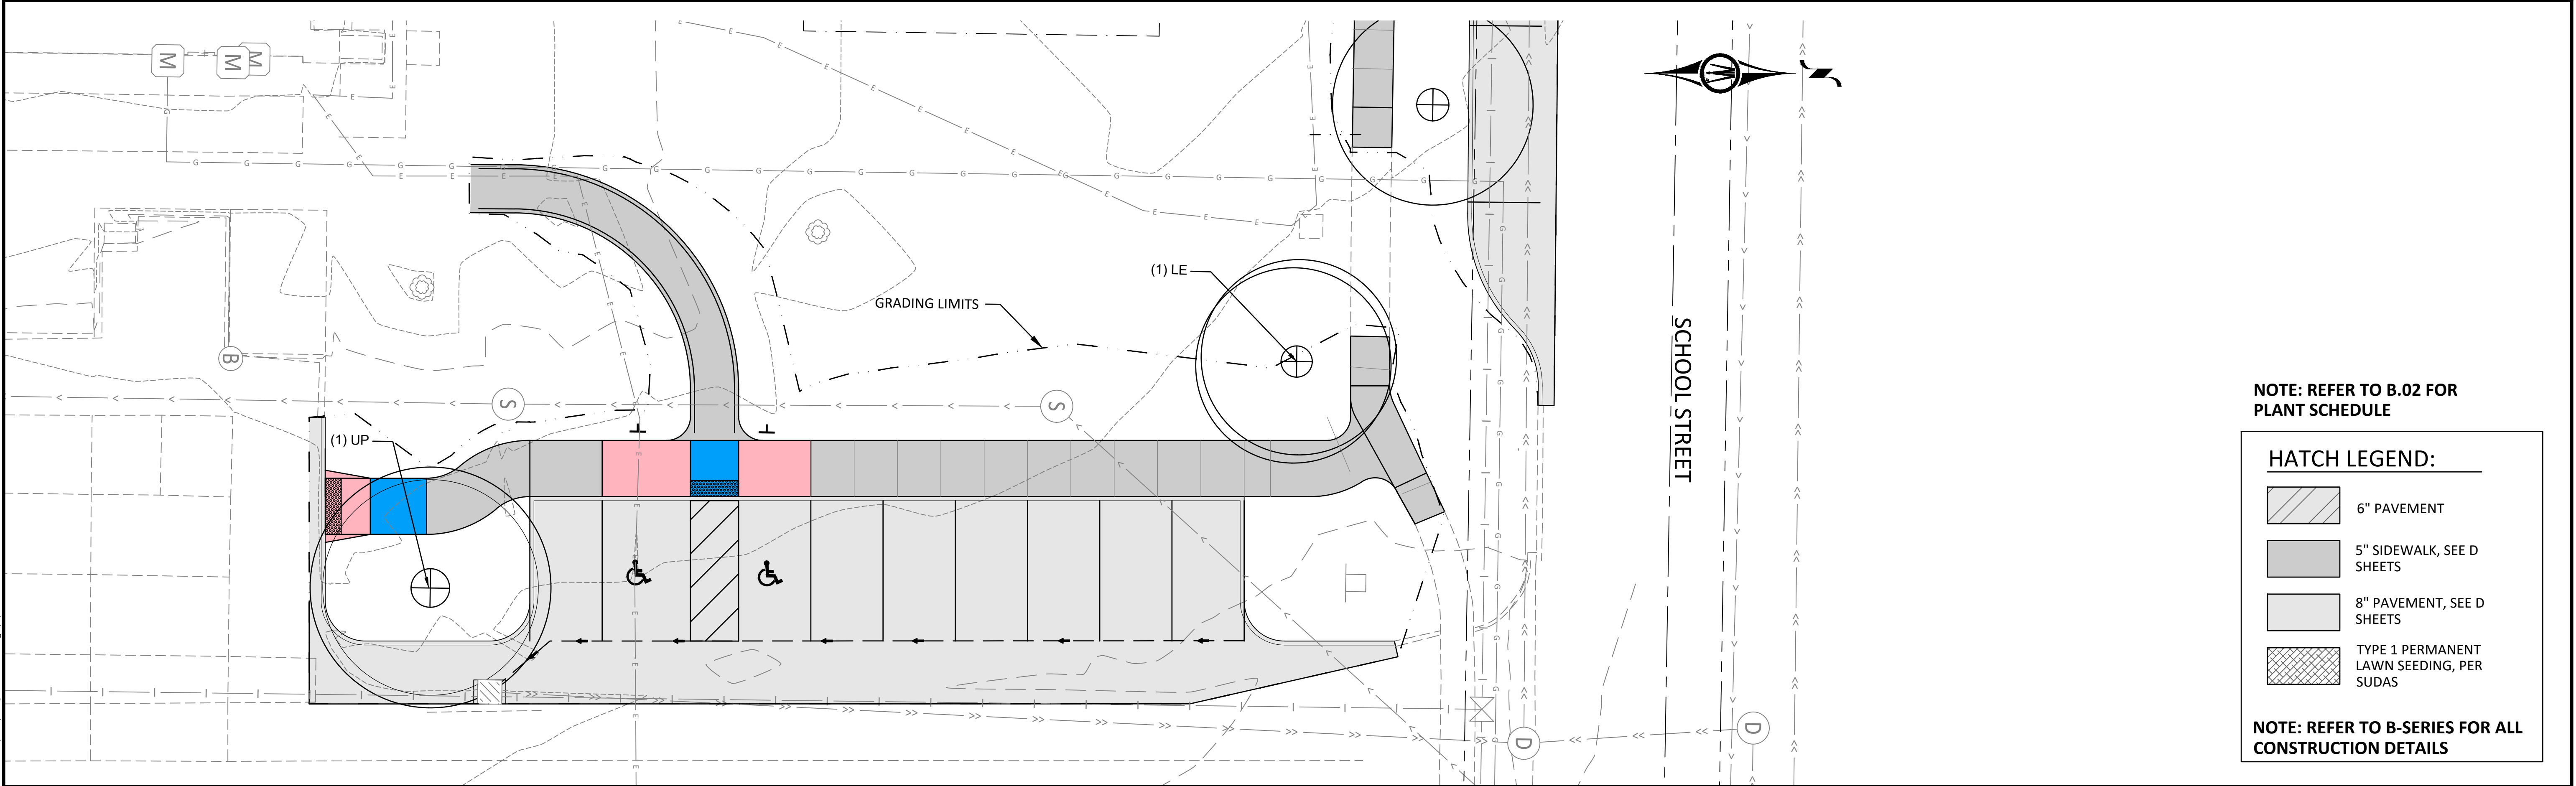 M
M
M
(1) LE
GRADING LIMITS
SCHOOL STREET
B
S
S
(1) UP
D
D
NOTE: REFER TO B.02 FOR
PLANT SCHEDULE
HATCH LEGEND:
6" PAVEMENT
5" SIDEWALK, SEE D
SHEETS
8" PAVEMENT, SEE D
SHEETS
TYPE 1 PERMANENT
LAWN SEEDING, PER
SUDAS
NOTE: REFER TO B-SERIES FOR ALL
CONSTRUCTION DETAILS